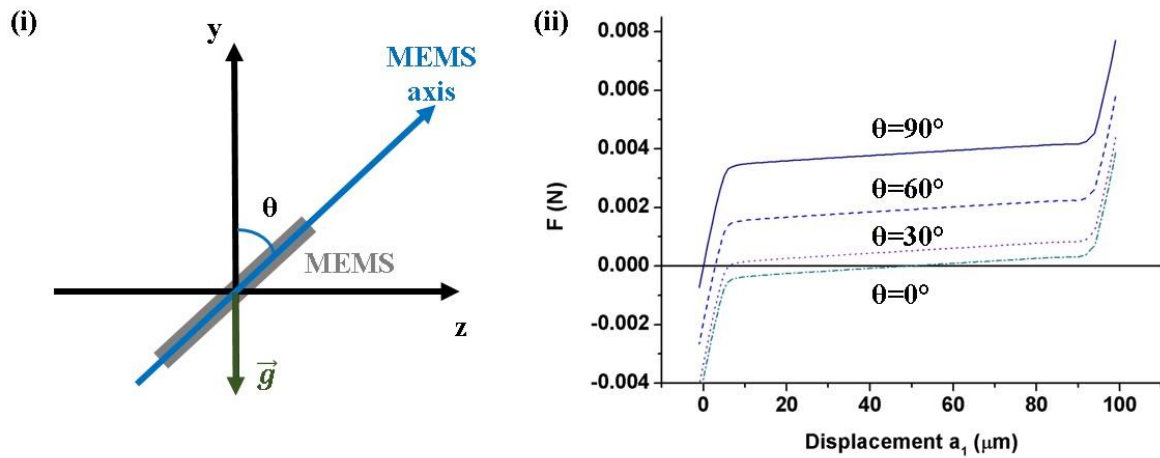 (i)
y
MEMS
axis
θ
MEMS
z
g
(ii)
0.008
0.006
0.004
0.002
0.000
-0.002
-0.004
F (N)
θ=90°
θ=60°
θ=30°
θ=0°
0
20
40
60
80
100
Displacement a₁ (μm)